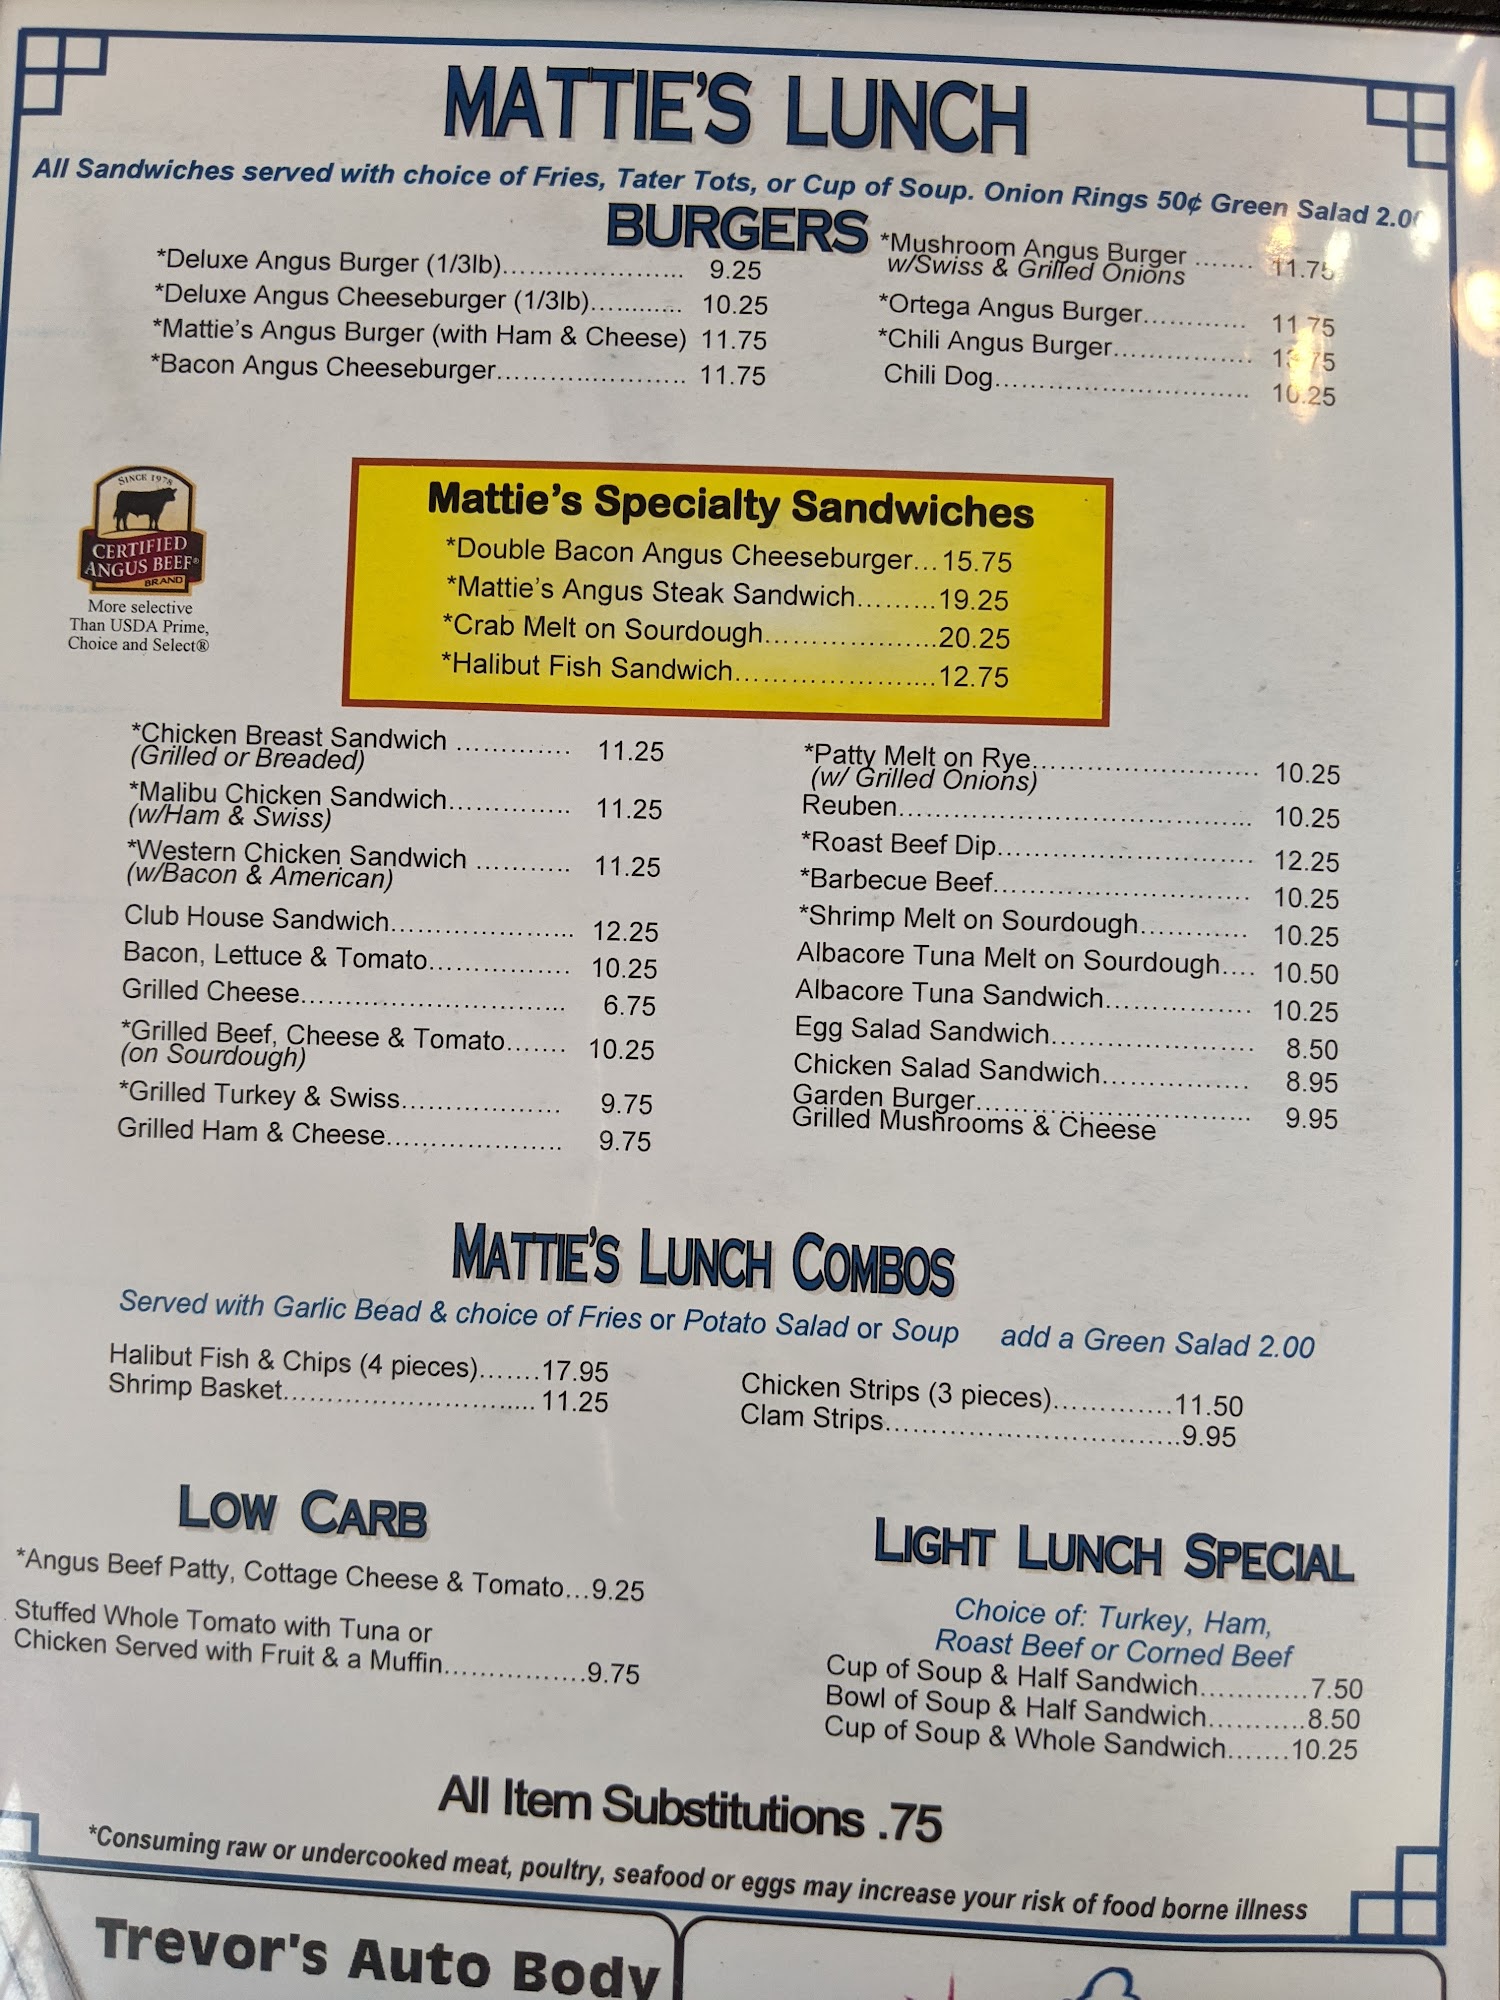 MATTIE'S LUNCH
All Sandwiches served with choice of Fries, Tater Tots, or Cup of Soup. Onion Rings 50¢ Green Salad 2.00
BURGERS
*Deluxe Angus Burger (1/3lb)..................... 9.25
*Deluxe Angus Cheeseburger (1/3lb)............ 10.25
*Mattie's Angus Burger (with Ham & Cheese) 11.75
*Bacon Angus Cheeseburger........................ 11.75
*Mushroom Angus Burger ....... 11.75
w/Swiss & Grilled Onions
*Ortega Angus Burger............. 11.75
*Chili Angus Burger.................. 13.75
Chili Dog................................. 10.25
SINCE 1978
CERTIFIED
ANGUS BEEF®
BRAND
More selective
Than USDA Prime,
Choice and Select®
Mattie's Specialty Sandwiches
*Double Bacon Angus Cheeseburger...15.75
*Mattie's Angus Steak Sandwich.........19.25
*Crab Melt on Sourdough....................20.25
*Halibut Fish Sandwich.......................12.75
*Chicken Breast Sandwich ............. 11.25
(Grilled or Breaded)
*Malibu Chicken Sandwich.............. 11.25
(w/Ham & Swiss)
*Western Chicken Sandwich ........... 11.25
(w/Bacon & American)
Club House Sandwich..................... 12.25
Bacon, Lettuce & Tomato................ 10.25
Grilled Cheese.............................. 6.75
*Grilled Beef, Cheese & Tomato....... 10.25
(on Sourdough)
*Grilled Turkey & Swiss.................. 9.75
Grilled Ham & Cheese.................... 9.75
*Patty Melt on Rye.......................... 10.25
(w/ Grilled Onions)
Reuben........................................ 10.25
*Roast Beef Dip............................. 12.25
*Barbecue Beef............................. 10.25
*Shrimp Melt on Sourdough............ 10.25
Albacore Tuna Melt on Sourdough.... 10.50
Albacore Tuna Sandwich................ 10.25
Egg Salad Sandwich....................... 8.50
Chicken Salad Sandwich................. 8.95
Garden Burger............................... 9.95
Grilled Mushrooms & Cheese
MATTIE'S LUNCH COMBOS
Served with Garlic Bead & choice of Fries or Potato Salad or Soup add a Green Salad 2.00
Halibut Fish & Chips (4 pieces).......17.95
Shrimp Basket.............................. 11.25
Chicken Strips (3 pieces).............11.50
Clam Strips.................................9.95
LOW CARB
*Angus Beef Patty, Cottage Cheese & Tomato...9.25
Stuffed Whole Tomato with Tuna or
Chicken Served with Fruit & a Muffin................9.75
LIGHT LUNCH SPECIAL
Choice of: Turkey, Ham,
Roast Beef or Corned Beef
Cup of Soup & Half Sandwich............7.50
Bowl of Soup & Half Sandwich...........8.50
Cup of Soup & Whole Sandwich.......10.25
All Item Substitutions .75
*Consuming raw or undercooked meat, poultry, seafood or eggs may increase your risk of food borne illness
Trevor's Auto Body